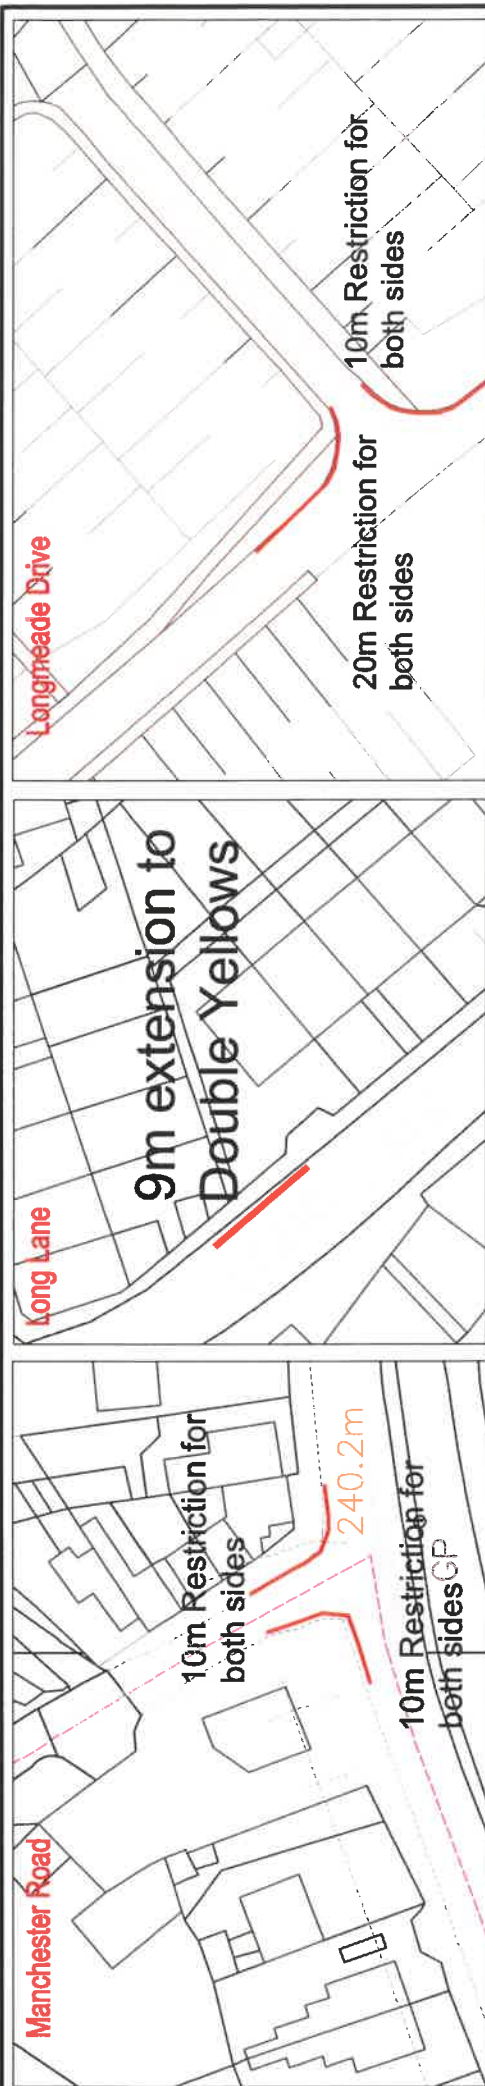 Manchester Road
10m Restriction for
both sides
240.2m
10m Restriction for
both sides
GP
Long Lane
9m extension to
Double Yellows
Longmeade Drive
20m Restriction for
both sides
10m Restriction for
both sides